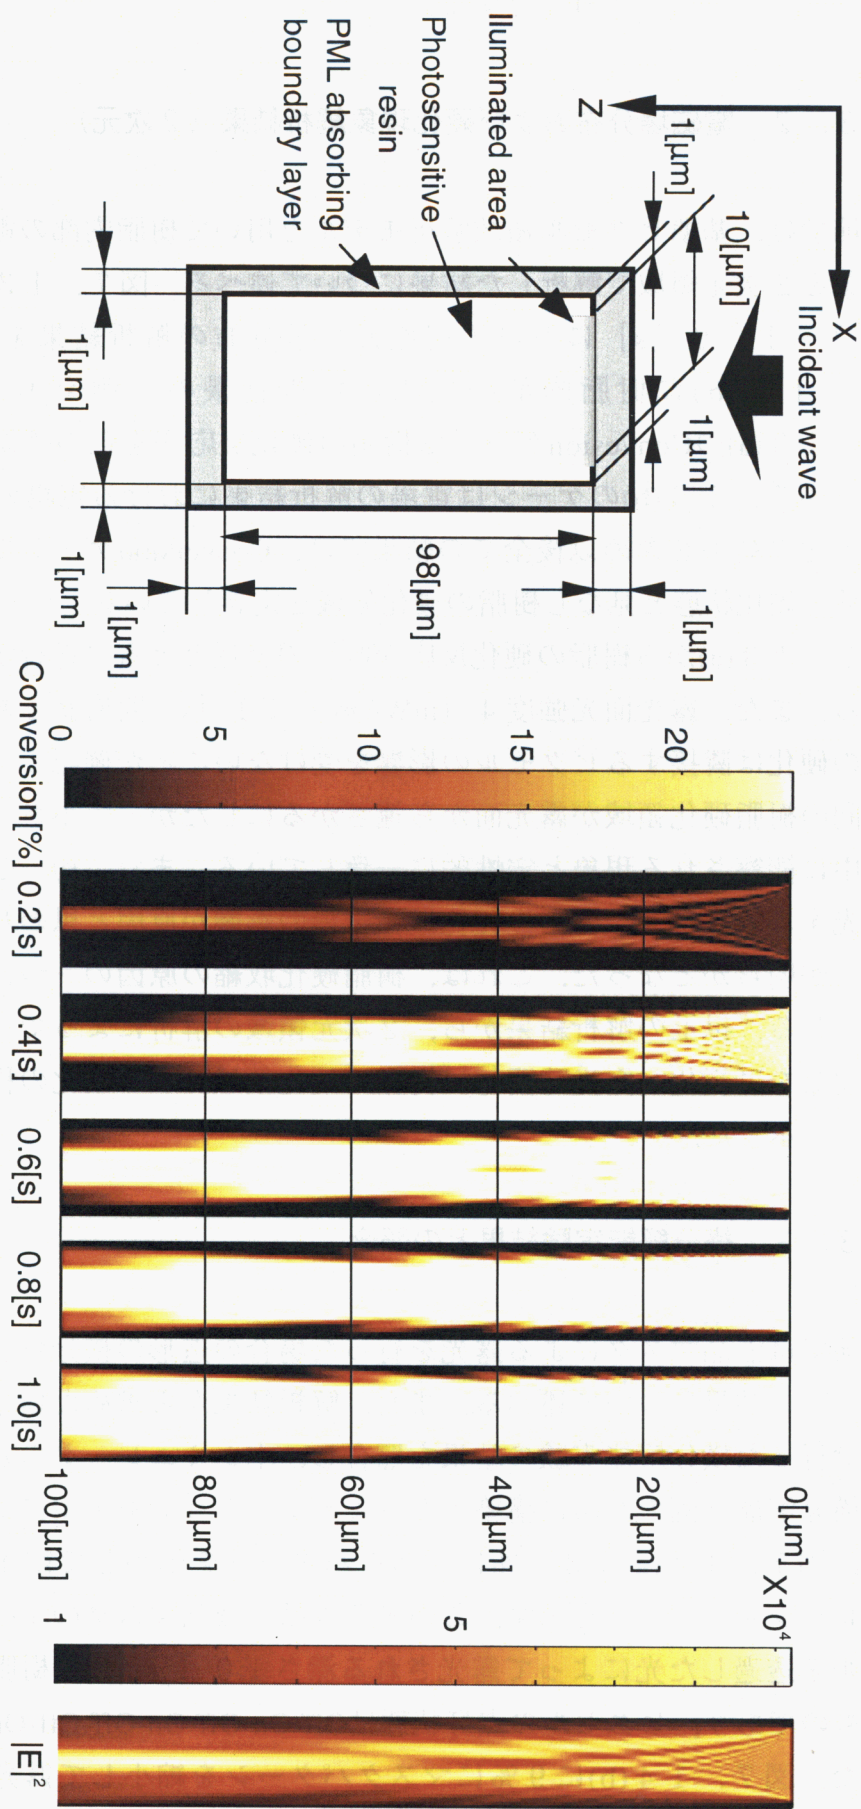 X
Z
Incident wave
10[μm]
1[μm]
1[μm]
1[μm]
Illuminated area
Photosensitive
resin
PML absorbing
boundary layer
98[μm]
1[μm]
1[μm]
1[μm]
20
15
10
5
0
Conversion[%]
0.2[s]
0.4[s]
0.6[s]
0.8[s]
1.0[s]
0[μm]
20[μm]
40[μm]
60[μm]
80[μm]
100[μm]
X10⁴
5
1
|E|²